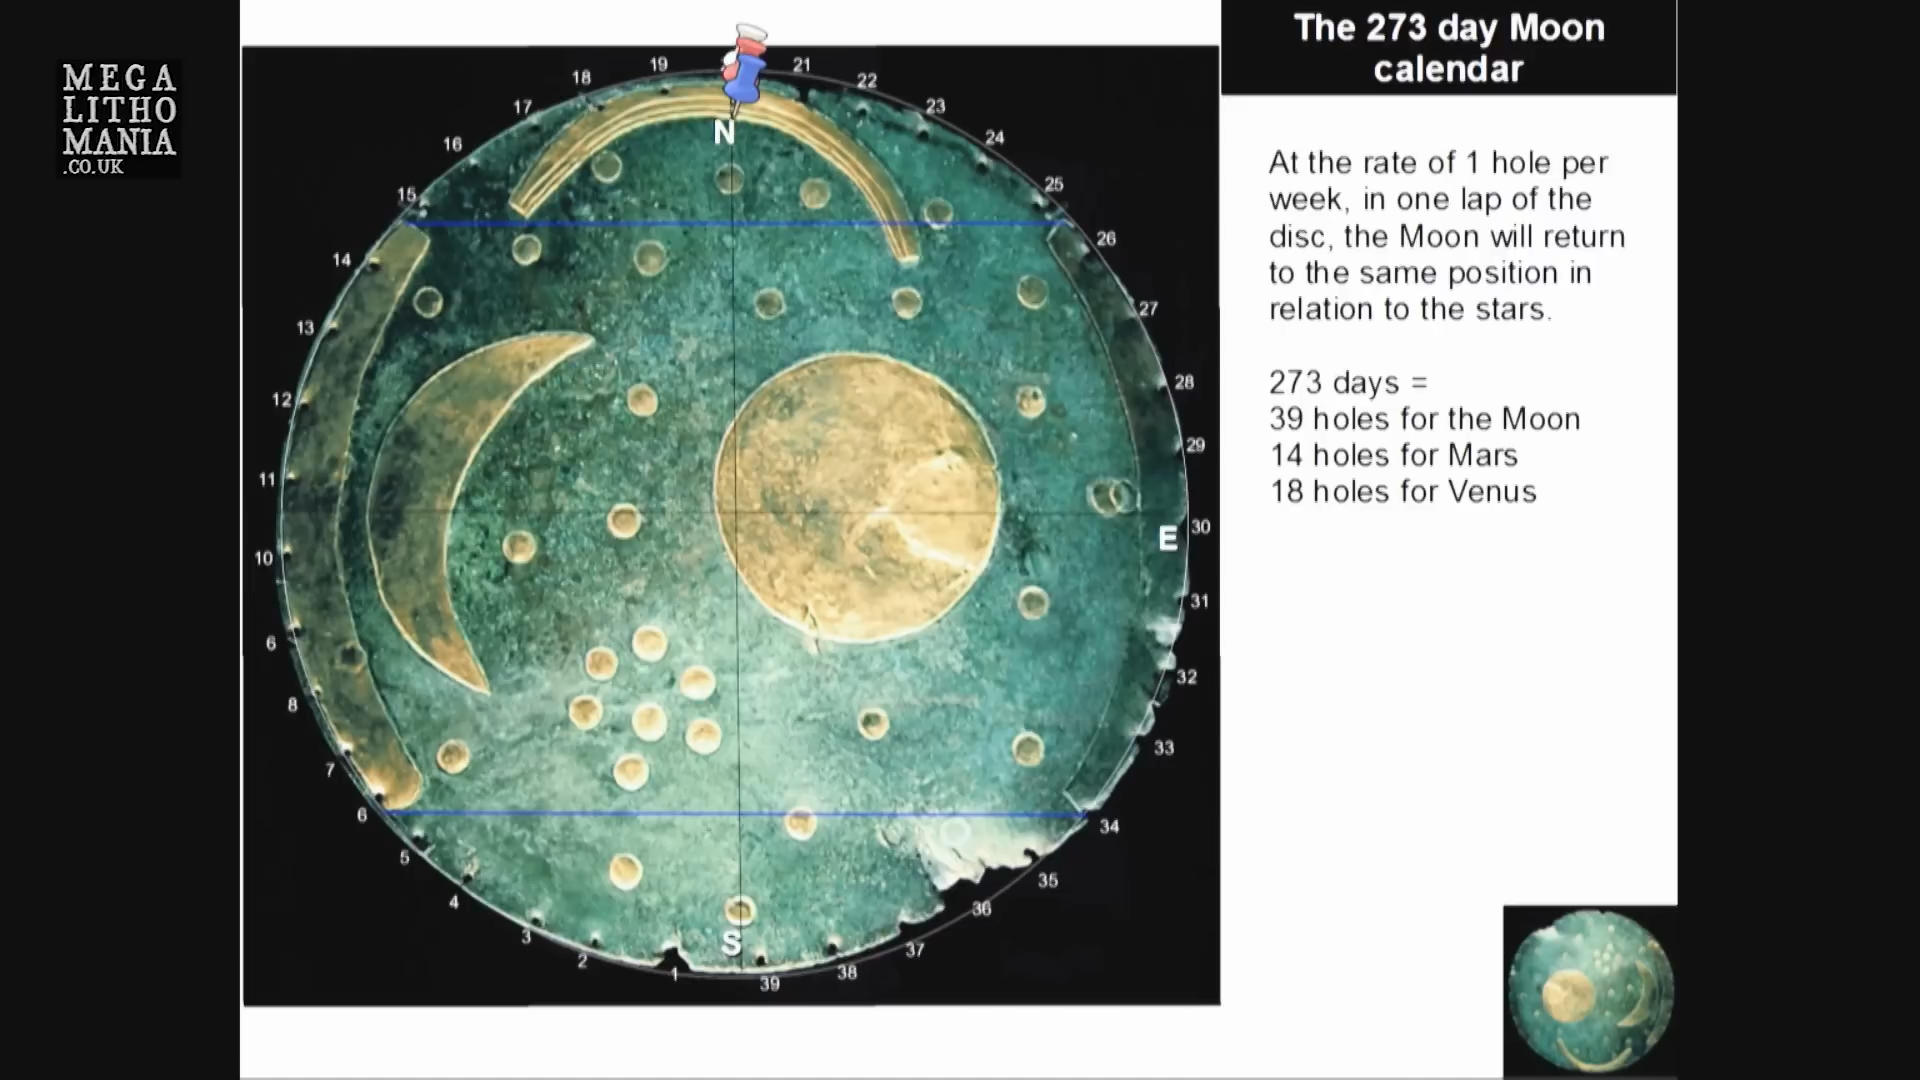 MEGA
LITHO
MANIA
.CO.UK
The 273 day Moon
calendar
At the rate of 1 hole per
week, in one lap of the
disc, the Moon will return
to the same position in
relation to the stars.
273 days =
39 holes for the Moon
14 holes for Mars
18 holes for Venus
N
E
S
1
2
3
4
5
6
7
8
6
10
11
12
13
14
15
16
17
18
19
21
22
23
24
25
26
27
28
29
30
31
32
33
34
35
36
37
38
39